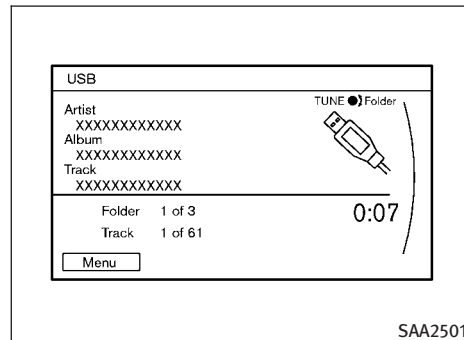 USB
TUNE Folder
Artist
XXXXXXXXXXXX
Album
XXXXXXXXXXXX
Track
XXXXXXXXXXXX
Folder 1 of 3
0:07
Track 1 of 61
Menu
SAA2501